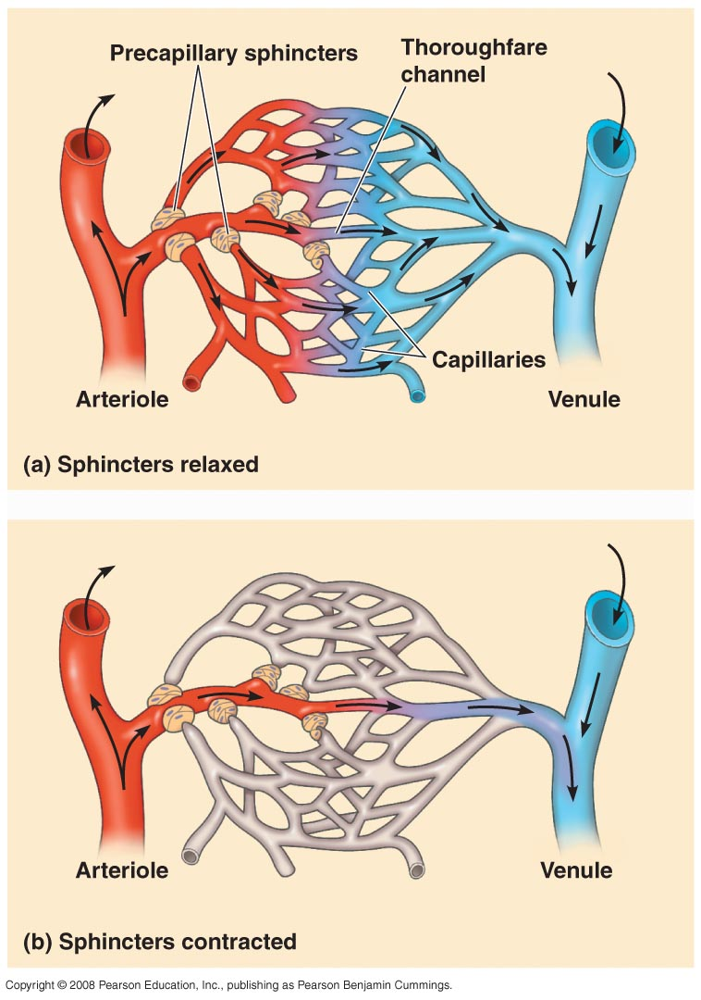 Precapillary sphincters
Thoroughfare
channel
Capillaries
Arteriole
Venule
(a) Sphincters relaxed
Arteriole
Venule
(b) Sphincters contracted
Copyright © 2008 Pearson Education, Inc., publishing as Pearson Benjamin Cummings.